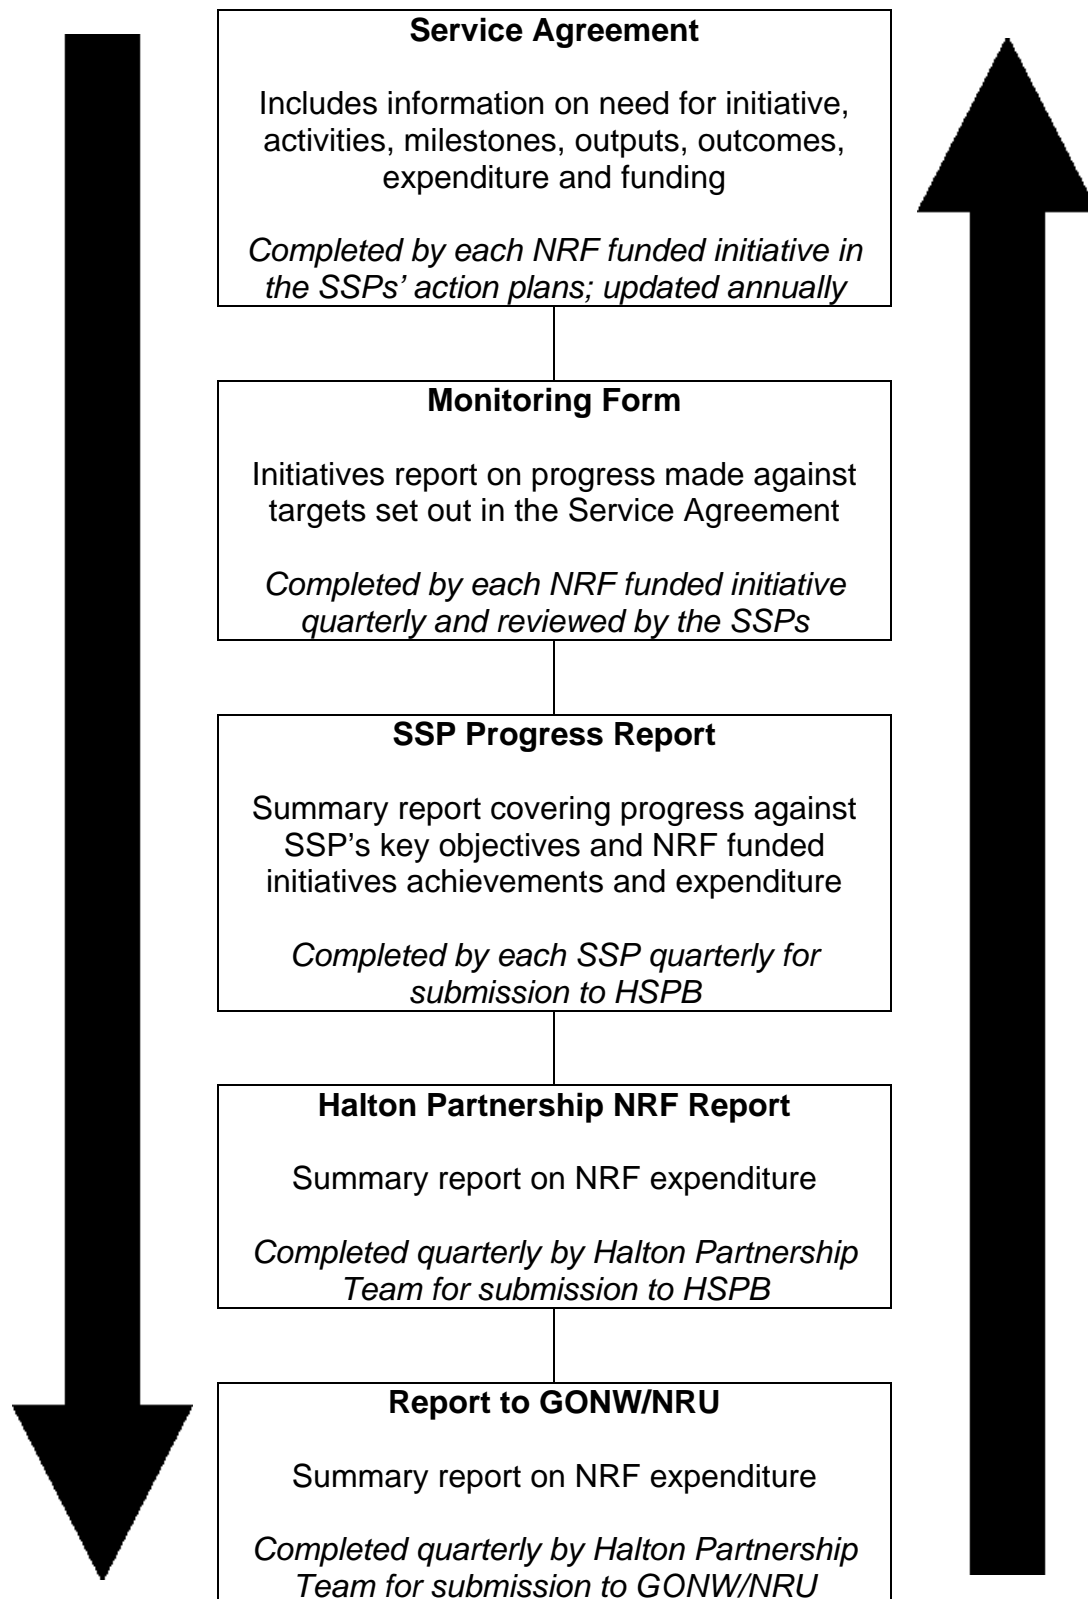 Service Agreement
Includes information on need for initiative,
activities, milestones, outputs, outcomes,
expenditure and funding
Completed by each NRF funded initiative in
the SSPs’ action plans; updated annually
Monitoring Form
Initiatives report on progress made against
targets set out in the Service Agreement
Completed by each NRF funded initiative
quarterly and reviewed by the SSPs
SSP Progress Report
Summary report covering progress against
SSP’s key objectives and NRF funded
initiatives achievements and expenditure
Completed by each SSP quarterly for
submission to HSPB
Halton Partnership NRF Report
Summary report on NRF expenditure
Completed quarterly by Halton Partnership
Team for submission to HSPB
Report to GONW/NRU
Summary report on NRF expenditure
Completed quarterly by Halton Partnership
Team for submission to GONW/NRU